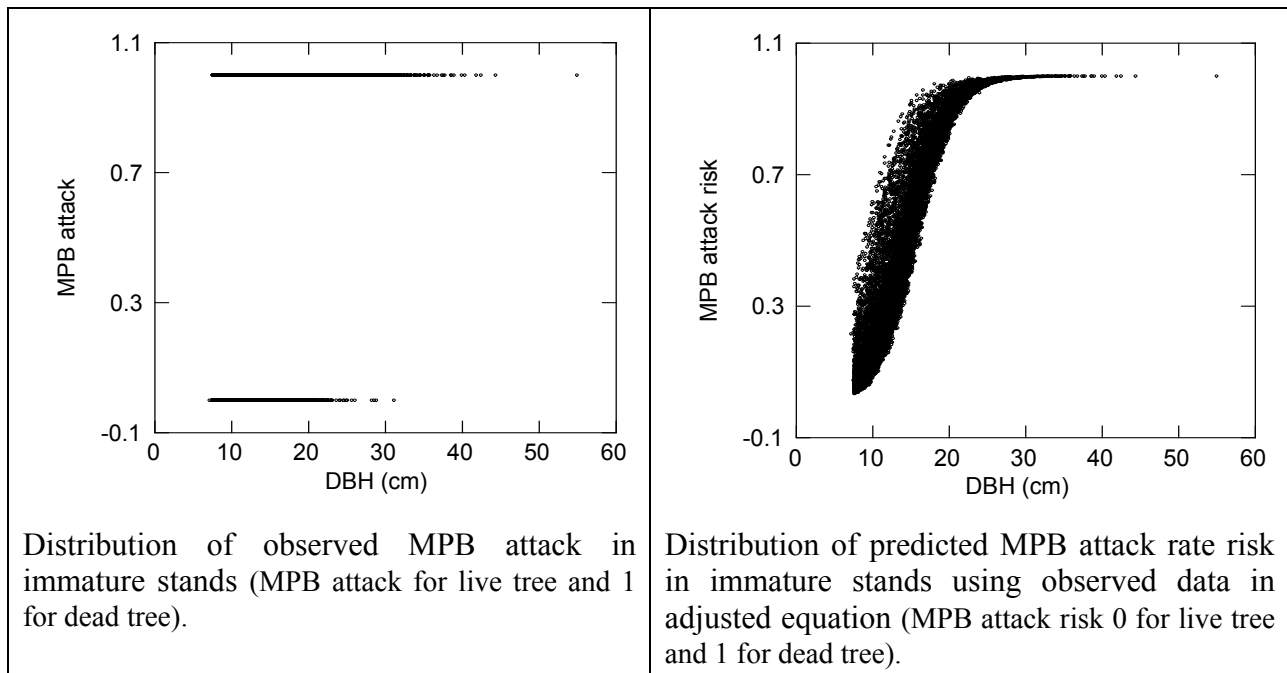 1.1
0.7
0.3
-0.1
MPB attack
0 10 20 30 40 50 60
DBH (cm)
Distribution of observed MPB attack in
immature stands (MPB attack for live tree and 1
for dead tree).
1.1
0.7
0.3
-0.1
MPB attack risk
0 10 20 30 40 50 60
DBH (cm)
Distribution of predicted MPB attack rate risk
in immature stands using observed data in
adjusted equation (MPB attack risk 0 for live tree
and 1 for dead tree).